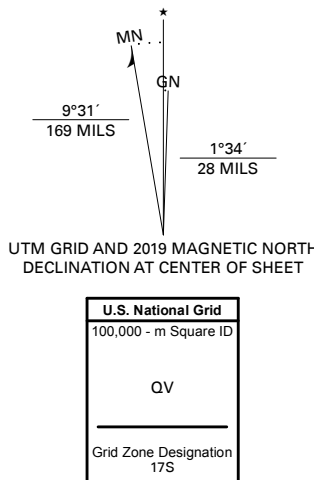 ★
MN
GN
9°31´
169 MILS
1°34´
28 MILS
UTM GRID AND 2019 MAGNETIC NORTH
DECLINATION AT CENTER OF SHEET
U.S. National Grid
100,000 - m Square ID
QV
Grid Zone Designation
17S